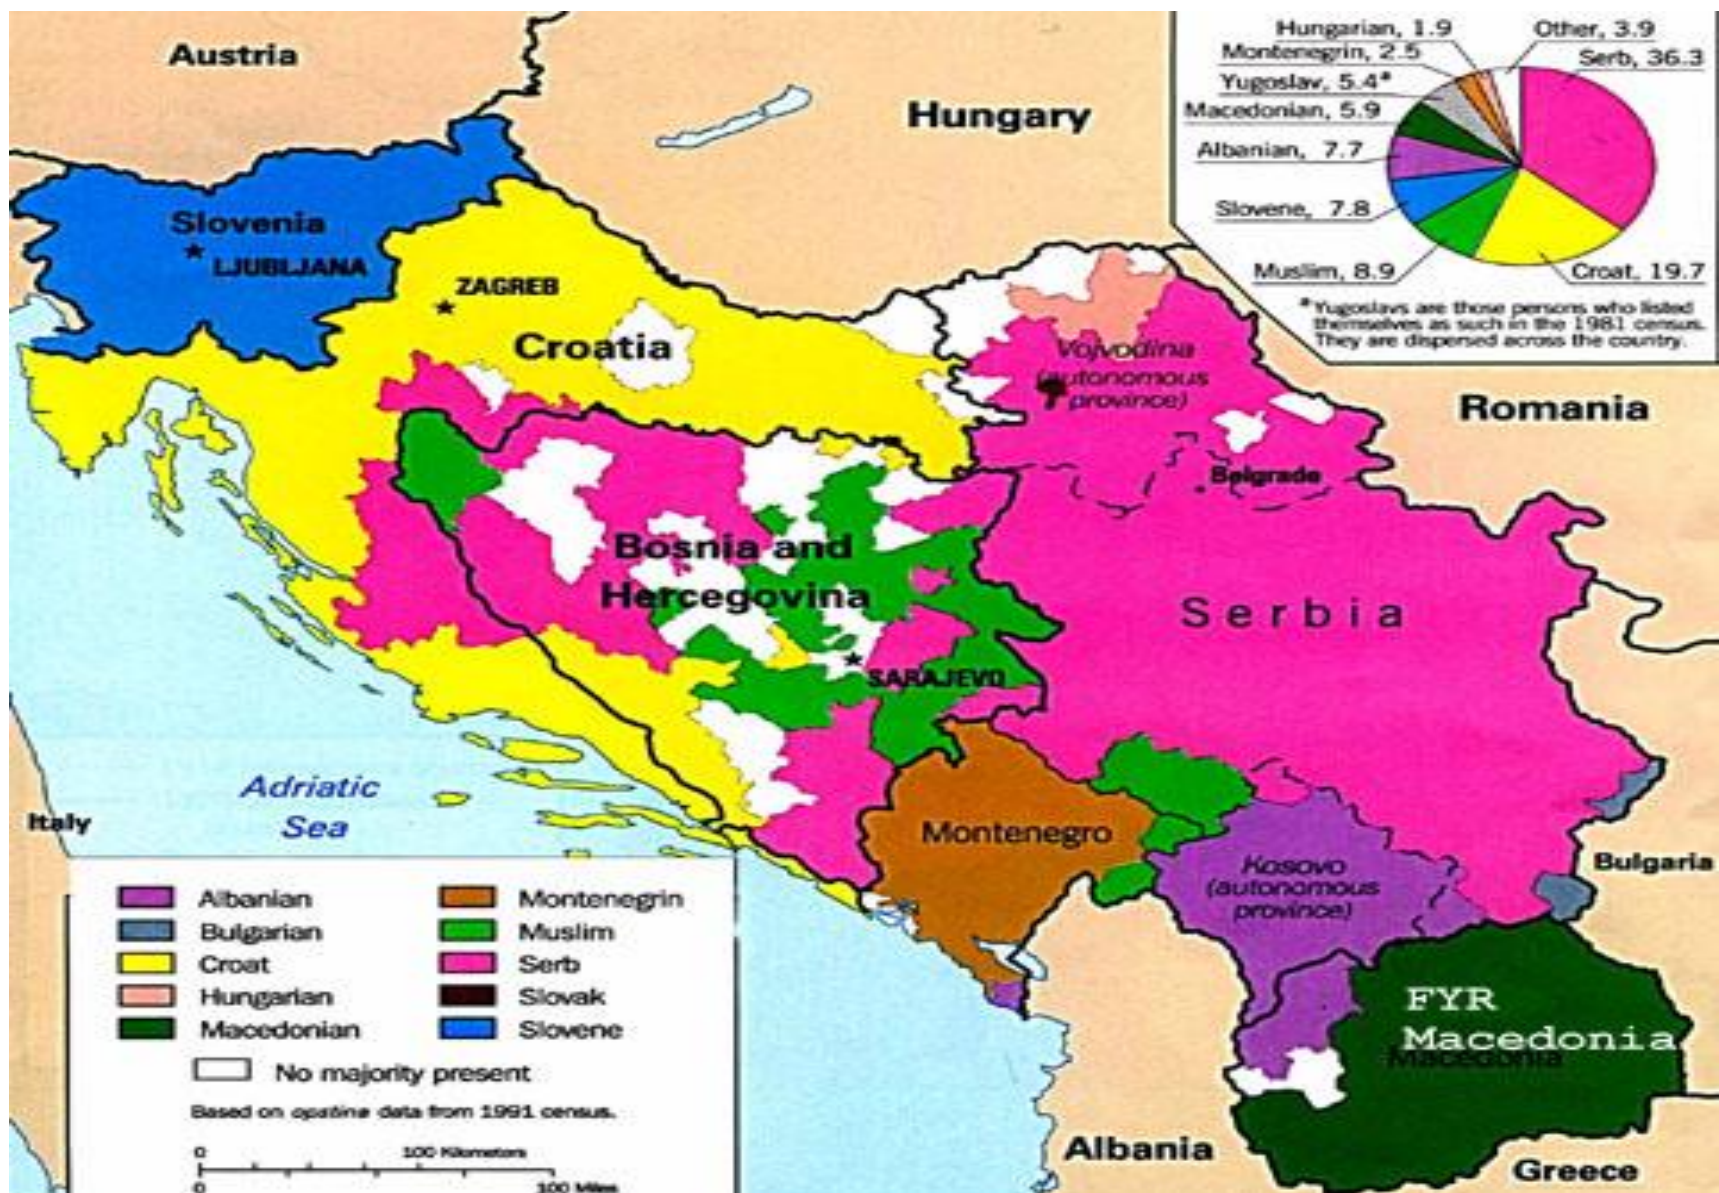 Austria
Hungary
Slovenia
LJUBLJANA
ZAGREB
Croatia
Vojvodina
(autonomous
province)
Romania
Belgrade
Bosnia and
Hercegovina
Serbia
SARAJEVO
Adriatic
Sea
Italy
Montenegro
Kosovo
(autonomous
province)
Bulgaria
FYR
Macedonia
Macedonia
Albania
Greece
Hungarian, 1.9
Other, 3.9
Montenegrin, 2.5
Serb, 36.3
Yugoslav, 5.4*
Macedonian, 5.9
Albanian, 7.7
Slovene, 7.8
Muslim, 8.9
Croat, 19.7
*Yugoslavs are those persons who listed
themselves as such in the 1981 census.
They are dispersed across the country.
Albanian
Bulgarian
Croat
Hungarian
Macedonian
Montenegrin
Muslim
Serb
Slovak
Slovene
No majority present
Based on opstina data from 1991 census.
0 100 Kilometers
0 100 Miles